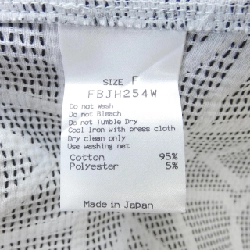 SIZE F
FBJH254W
Do not Wash
Do not Bleach
Do not Tumble Dry
Cool Iron with press cloth
Dry clean only
Use washing net
Cotton 95%
Polyester 5%
Made in Japan